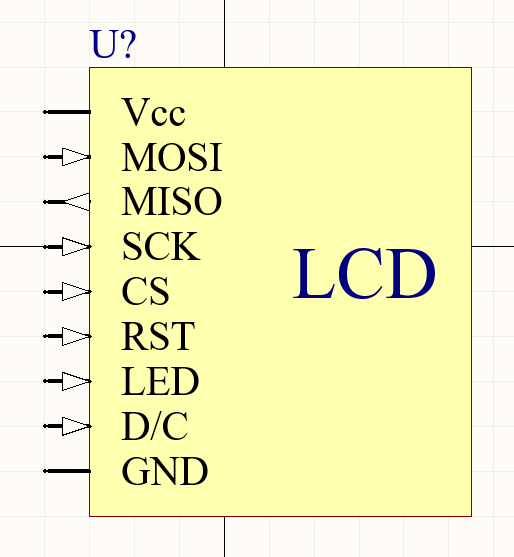 U?
Vcc
MOSI
MISO
SCK
LCD
CS
RST
LED
D/C
GND